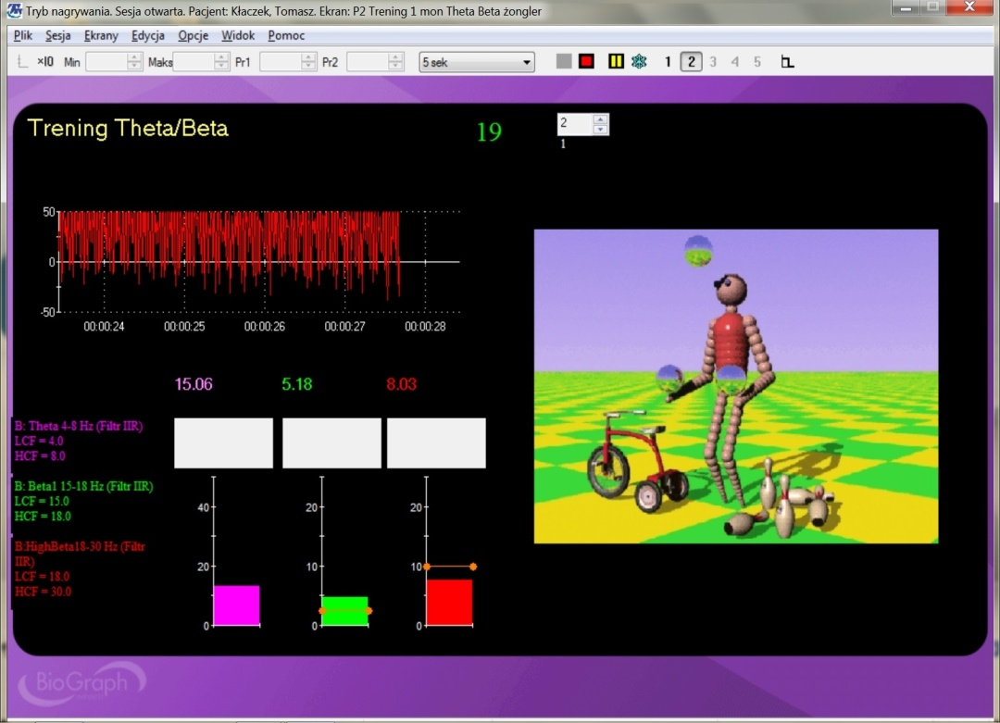 Tryb nagrywania. Sesja otwarta. Pacjent: Kłaczek, Tomasz. Ekran: P2 Trening 1 mon Theta Beta żongler
Plik Sesja Ekrany Edycja Opcje Widok Pomoc
×10 Min Maks Pr1 Pr2 5 sek 1 2 3 4 5
Trening Theta/Beta
19
2
1
50
0
-50
00:00:24 00:00:25 00:00:26 00:00:27 00:00:28
15.06 5.18 8.03
B: Theta 4-8 Hz (Filtr IIR)
LCF = 4.0
HCF = 8.0
B: Beta1 15-18 Hz (Filtr IIR)
LCF = 15.0
HCF = 18.0
B:HighBeta18-30 Hz (Filtr
IIR)
LCF = 18.0
HCF = 30.0
40 20 20
20 10 10
0 0 0
BioGraph